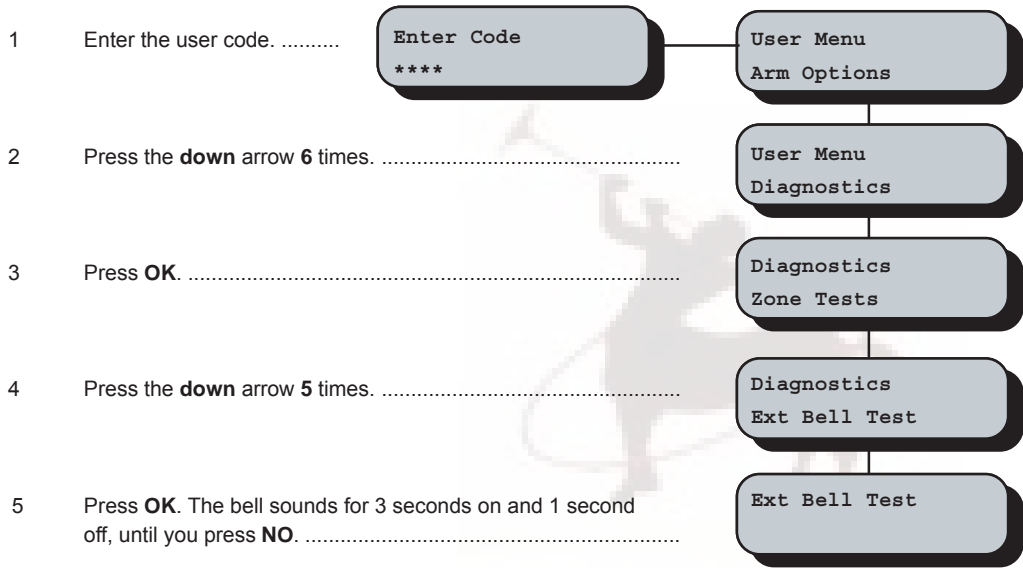 1 Enter the user code. ..........
Enter Code
****
User Menu
Arm Options
2 Press the down arrow 6 times. ..................................................
User Menu
Diagnostics
3 Press OK. ...................................................................................
Diagnostics
Zone Tests
4 Press the down arrow 5 times. ..................................................
Diagnostics
Ext Bell Test
5 Press OK. The bell sounds for 3 seconds on and 1 second
off, until you press NO. ...............................................................
Ext Bell Test